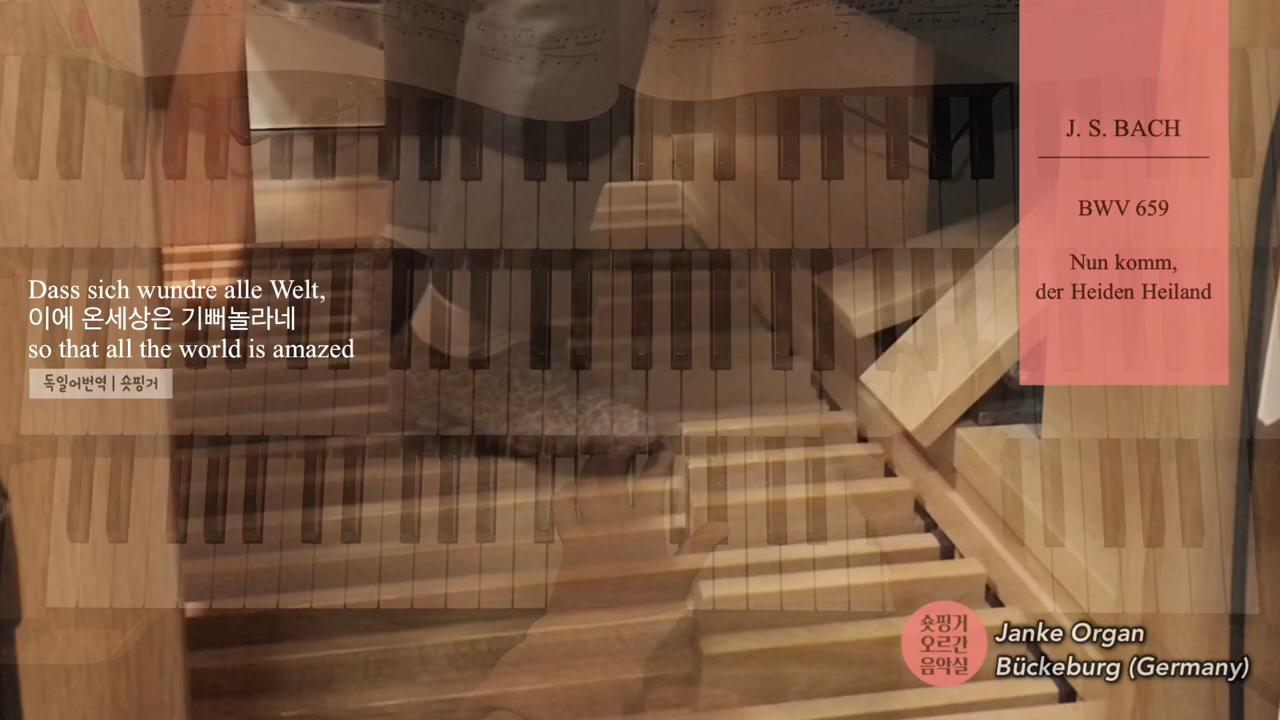 J. S. BACH
BWV 659
Nun komm,
der Heiden Heiland
Dass sich wundre alle Welt,
이에 온세상은 기뻐놀라네
so that all the world is amazed
독일어번역 | 숏핑거
숏핑거
오르간
음악실
Janke Organ
Bückeburg (Germany)